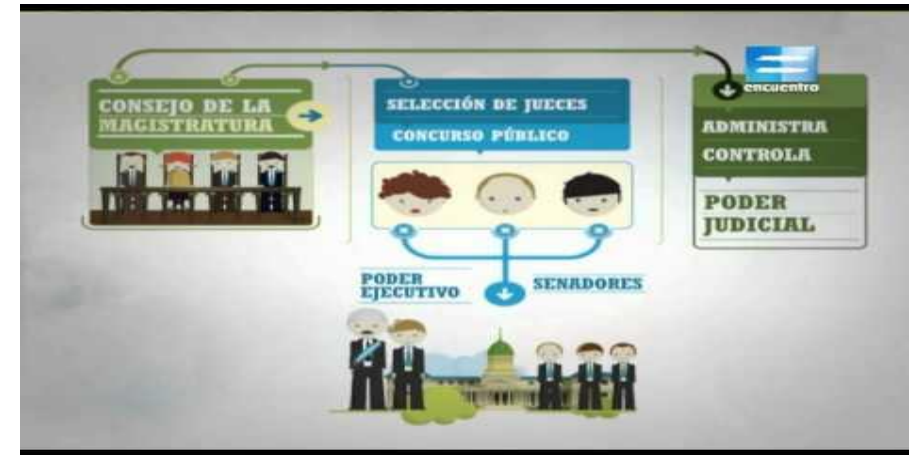 CONSEJO DE LA
MAGISTRATURA
SELECCIÓN DE JUECES
CONCURSO PÚBLICO
encuentro
ADMINISTRA
CONTROLA
PODER
JUDICIAL
PODER
EJECUTIVO
SENADORES